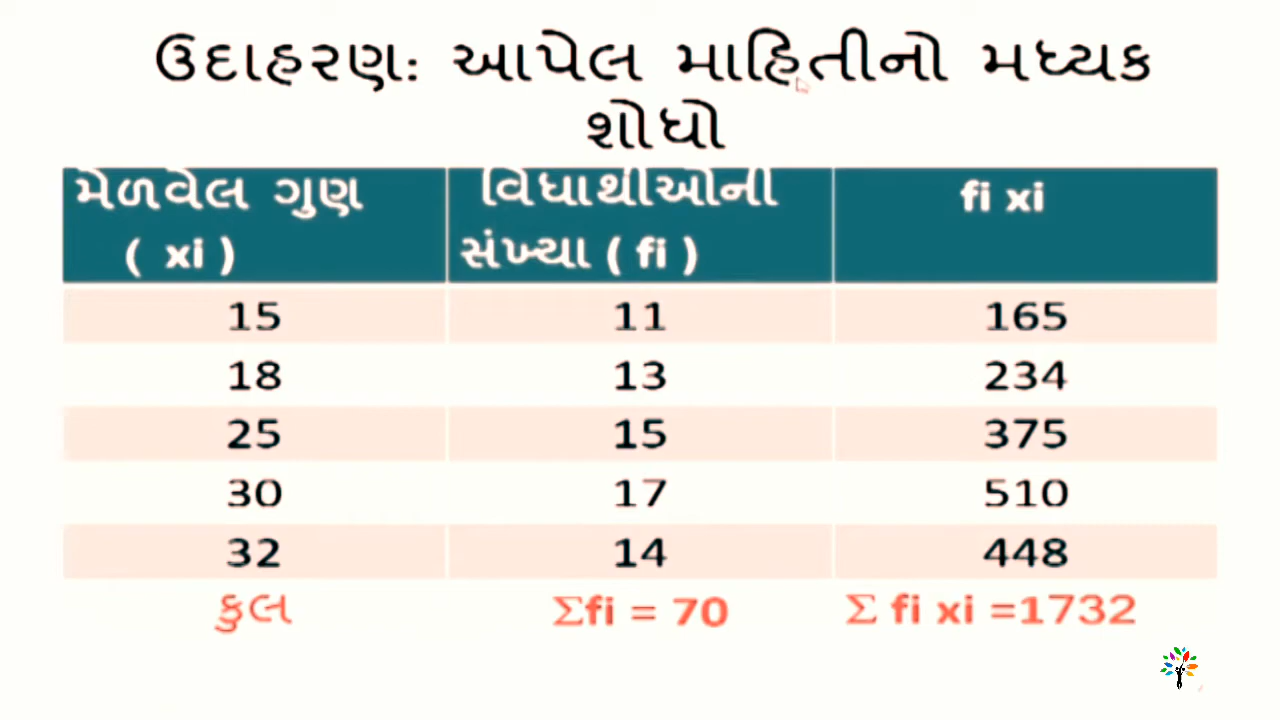 ઉદાહરણ: આપેલ માહિતીનો મધ્યક
શોધો
મેળવેલ ગુણ ( xi ) વિધાથીઓની સંખ્યા ( fi ) fi xi
15 11 165
18 13 234
25 15 375
30 17 510
32 14 448
કુલ Σfi = 70 Σ fi xi =1732